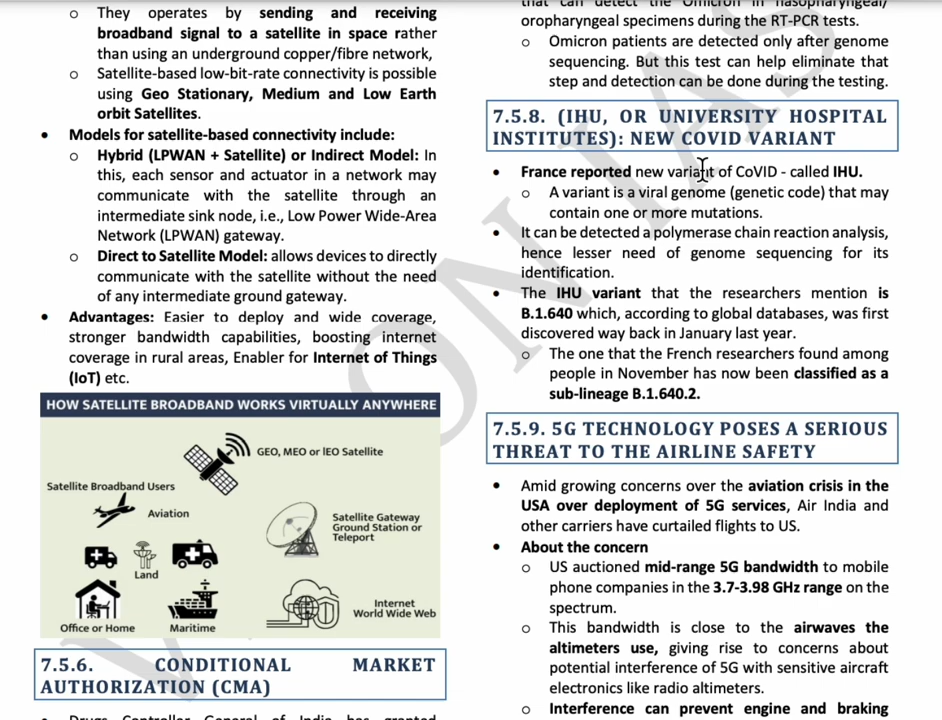 o They operates by sending and receiving
broadband signal to a satellite in space rather
than using an underground copper/fibre network,
o Satellite-based low-bit-rate connectivity is possible
using Geo Stationary, Medium and Low Earth
orbit Satellites.
• Models for satellite-based connectivity include:
o Hybrid (LPWAN + Satellite) or Indirect Model: In
this, each sensor and actuator in a network may
communicate with the satellite through an
intermediate sink node, i.e., Low Power Wide-Area
Network (LPWAN) gateway.
o Direct to Satellite Model: allows devices to directly
communicate with the satellite without the need
of any intermediate ground gateway.
• Advantages: Easier to deploy and wide coverage,
stronger bandwidth capabilities, boosting internet
coverage in rural areas, Enabler for Internet of Things
(IoT) etc.
HOW SATELLITE BROADBAND WORKS VIRTUALLY ANYWHERE
GEO, MEO or lEO Satellite
Satellite Broadband Users
Aviation
Satellite Gateway
Ground Station or
Teleport
Land
Internet
World Wide Web
Office or Home
Maritime
7.5.6. CONDITIONAL MARKET
AUTHORIZATION (CMA)
• Drugs Controller General of India has granted
that can detect the Omicron in nasopharyngeal/
oropharyngeal specimens during the RT-PCR tests.
o Omicron patients are detected only after genome
sequencing. But this test can help eliminate that
step and detection can be done during the testing.
7.5.8. (IHU, OR UNIVERSITY HOSPITAL
INSTITUTES): NEW COVID VARIANT
• France reported new variant of CoVID - called IHU.
o A variant is a viral genome (genetic code) that may
contain one or more mutations.
• It can be detected a polymerase chain reaction analysis,
hence lesser need of genome sequencing for its
identification.
• The IHU variant that the researchers mention is
B.1.640 which, according to global databases, was first
discovered way back in January last year.
o The one that the French researchers found among
people in November has now been classified as a
sub-lineage B.1.640.2.
7.5.9. 5G TECHNOLOGY POSES A SERIOUS
THREAT TO THE AIRLINE SAFETY
• Amid growing concerns over the aviation crisis in the
USA over deployment of 5G services, Air India and
other carriers have curtailed flights to US.
• About the concern
o US auctioned mid-range 5G bandwidth to mobile
phone companies in the 3.7-3.98 GHz range on the
spectrum.
o This bandwidth is close to the airwaves the
altimeters use, giving rise to concerns about
potential interference of 5G with sensitive aircraft
electronics like radio altimeters.
o Interference can prevent engine and braking